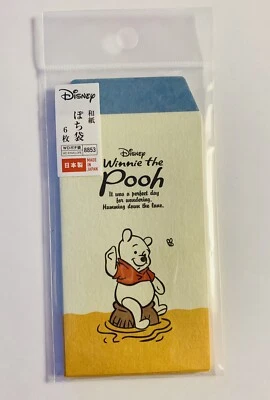 Disney
和紙
ぽち袋
6枚
8853
日本製
MADE IN JAPAN
Disney
Winnie the
Pooh
It was a perfect day
for wondering,
Humming down the lane.